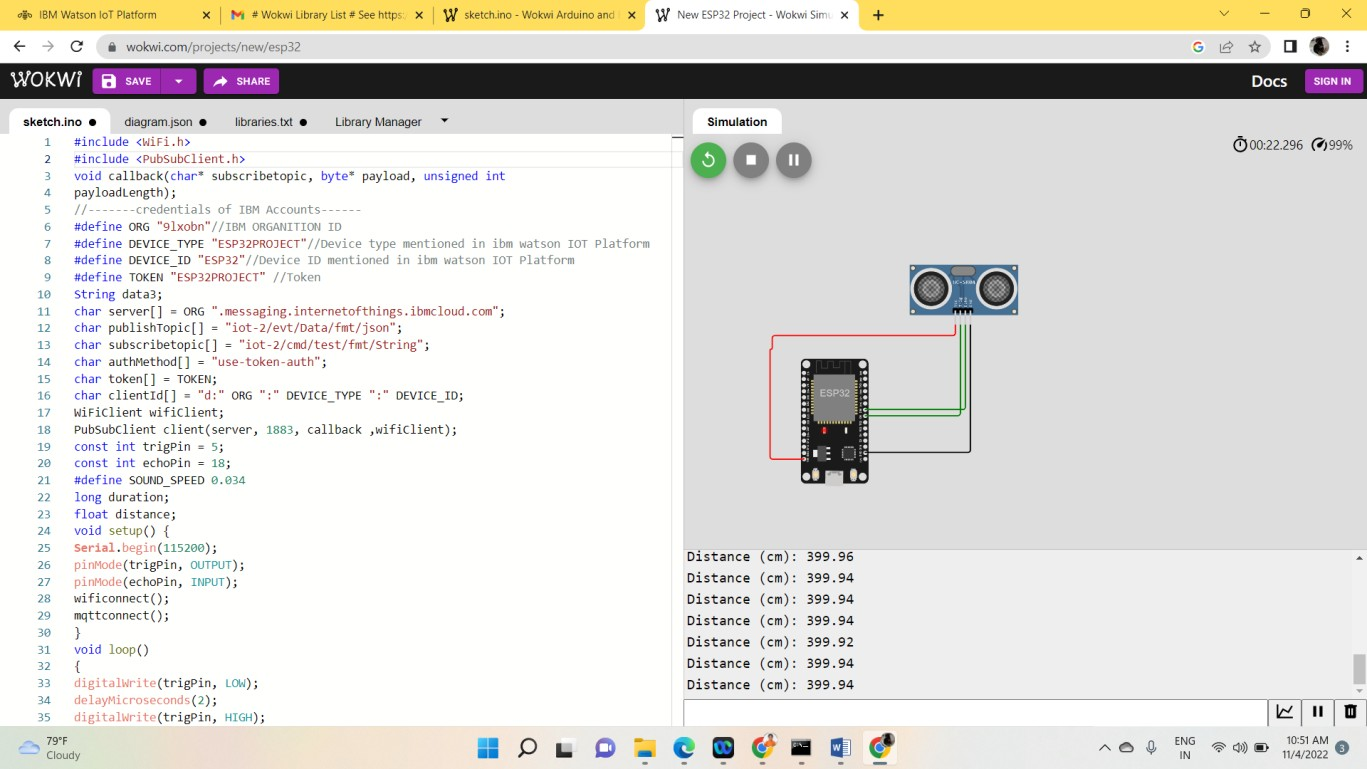 IBM Watson IoT Platform
# Wokwi Library List # See https:
sketch.ino - Wokwi Arduino and
New ESP32 Project - Wokwi Simu
wokwi.com/projects/new/esp32
WOKWi
SAVE
SHARE
Docs
SIGN IN
sketch.ino
diagram.json
libraries.txt
Library Manager
Simulation
00:22.296
99%
1 #include <WiFi.h>
2 #include <PubSubClient.h>
3 void callback(char* subscribetopic, byte* payload, unsigned int
4 payloadLength);
5 //-------credentials of IBM Accounts------
6 #define ORG "9lxobn"//IBM ORGANITION ID
7 #define DEVICE_TYPE "ESP32PROJECT"//Device type mentioned in ibm watson IOT Platform
8 #define DEVICE_ID "ESP32"//Device ID mentioned in ibm watson IOT Platform
9 #define TOKEN "ESP32PROJECT" //Token
10 String data3;
11 char server[] = ORG ".messaging.internetofthings.ibmcloud.com";
12 char publishTopic[] = "iot-2/evt/Data/fmt/json";
13 char subscribetopic[] = "iot-2/cmd/test/fmt/String";
14 char authMethod[] = "use-token-auth";
15 char token[] = TOKEN;
16 char clientId[] = "d:" ORG ":" DEVICE_TYPE ":" DEVICE_ID;
17 WiFiClient wifiClient;
18 PubSubClient client(server, 1883, callback ,wifiClient);
19 const int trigPin = 5;
20 const int echoPin = 18;
21 #define SOUND_SPEED 0.034
22 long duration;
23 float distance;
24 void setup() {
25 Serial.begin(115200);
26 pinMode(trigPin, OUTPUT);
27 pinMode(echoPin, INPUT);
28 wificonnect();
29 mqttconnect();
30 }
31 void loop()
32 {
33 digitalWrite(trigPin, LOW);
34 delayMicroseconds(2);
35 digitalWrite(trigPin, HIGH);
HC-SR04
ESP32
Distance (cm): 399.96
Distance (cm): 399.94
Distance (cm): 399.94
Distance (cm): 399.94
Distance (cm): 399.92
Distance (cm): 399.94
Distance (cm): 399.94
79°F
Cloudy
ENG
IN
10:51 AM
11/4/2022
3